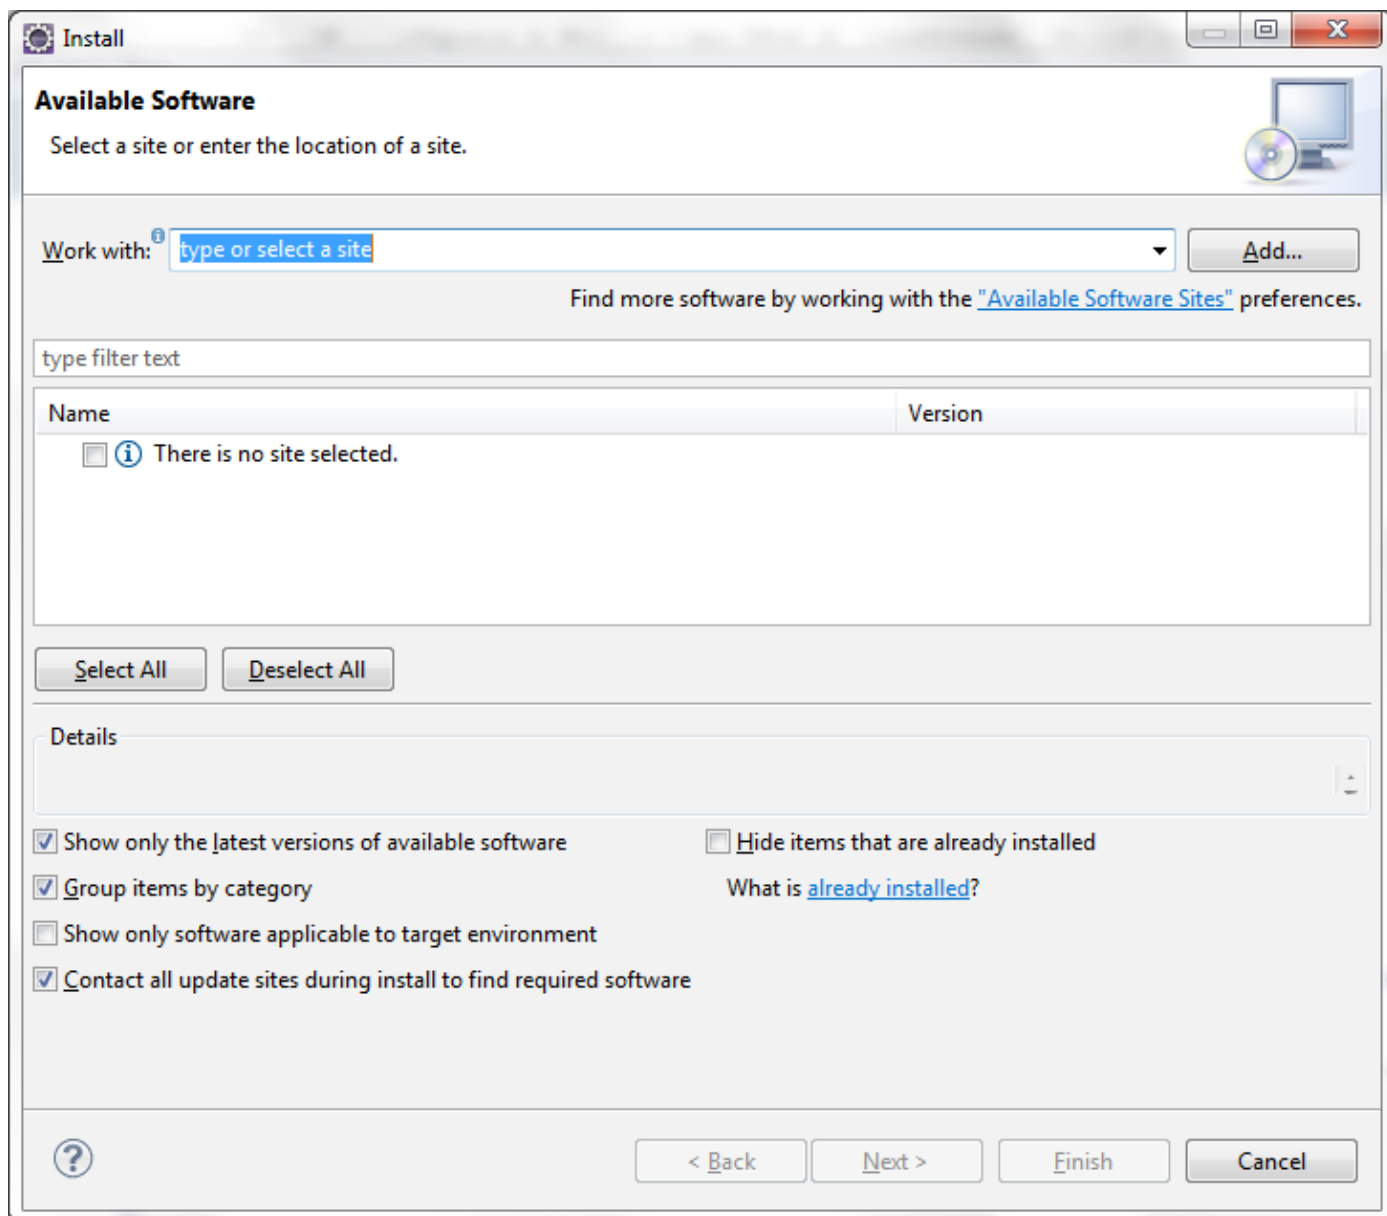 Install
Available Software
Select a site or enter the location of a site.
Work with: type or select a site Add...
Find more software by working with the "Available Software Sites" preferences.
type filter text
Name Version
There is no site selected.
Select All Deselect All
Details
Show only the latest versions of available software Hide items that are already installed
Group items by category What is already installed?
Show only software applicable to target environment
Contact all update sites during install to find required software
? < Back Next > Finish Cancel